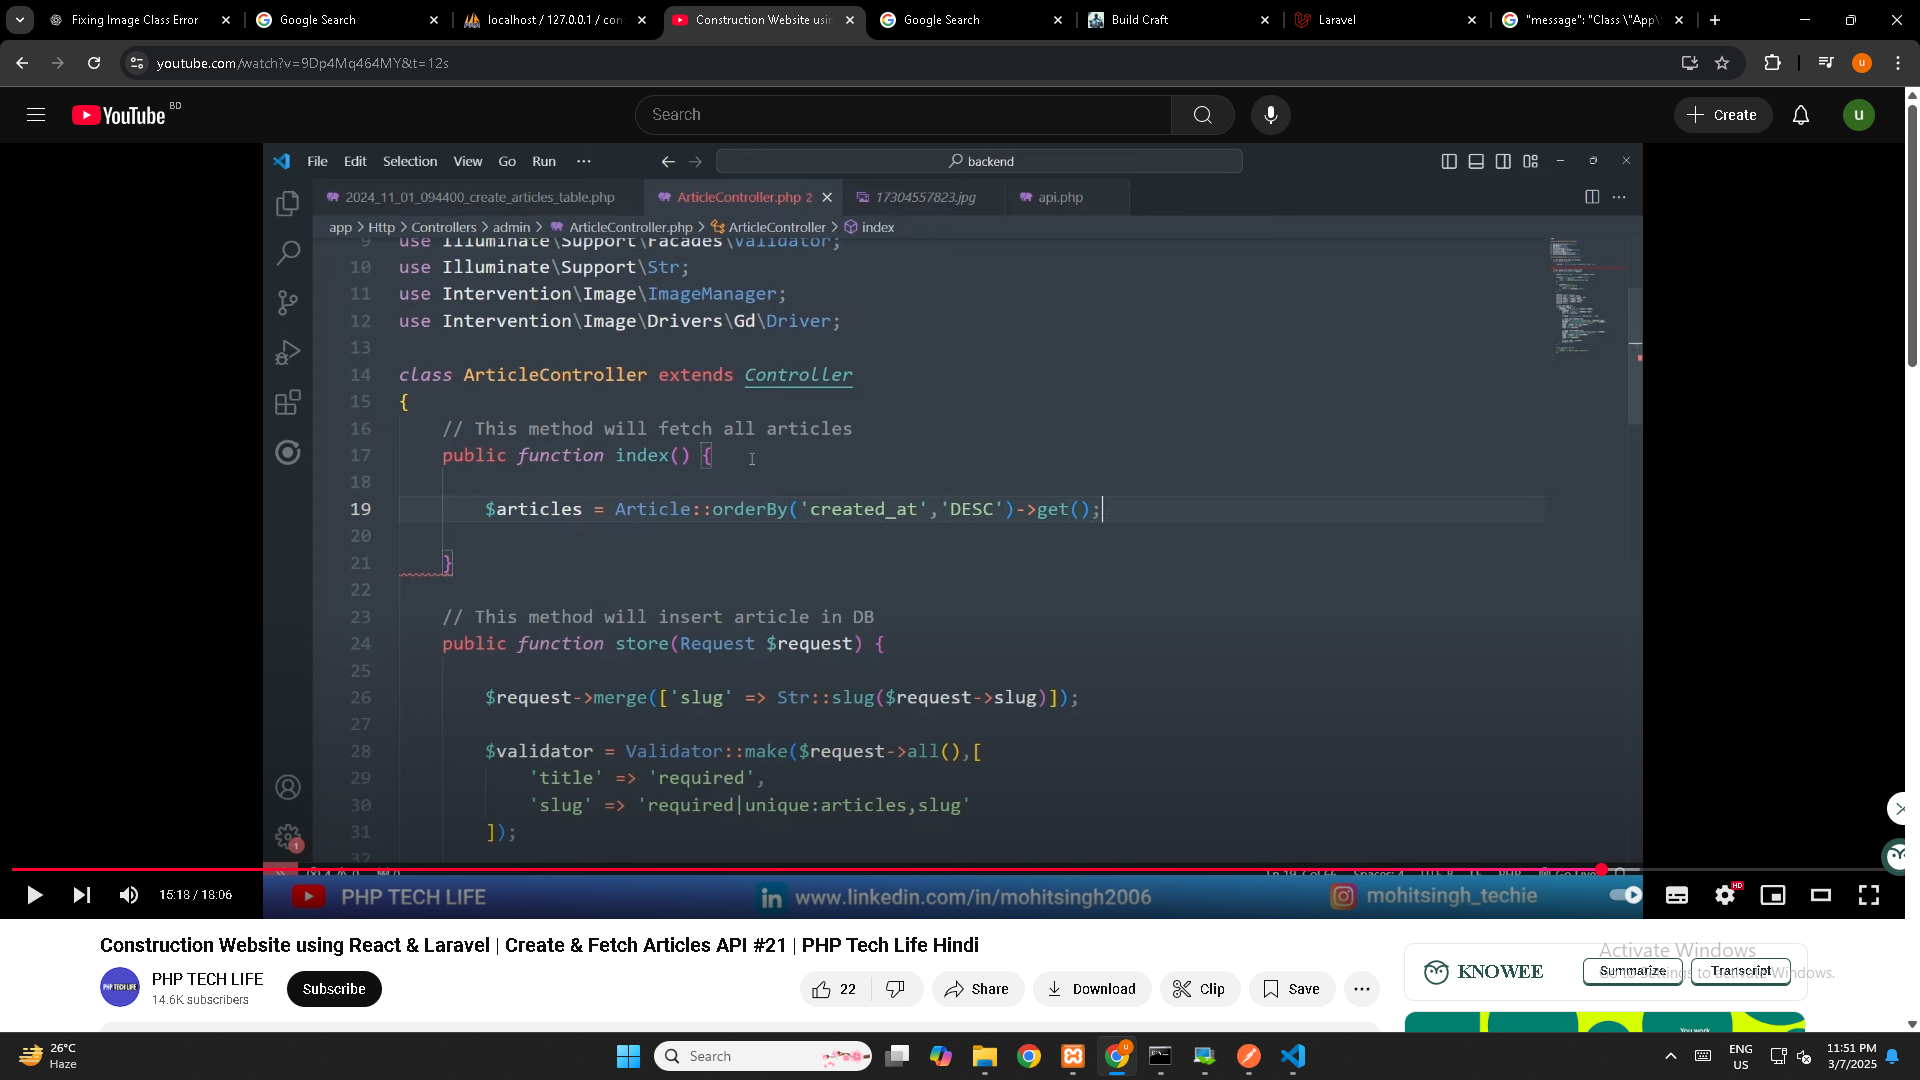 Fixing Image Class Error
Google Search
localhost / 127.0.0.1 / con
Construction Website usin
Google Search
Build Craft
Laravel
"message": "Class \"App\
youtube.com/watch?v=9Dp4Mq464MY&t=12s
YouTube BD
Search
Create
u
File Edit Selection View Go Run ···
backend
2024_11_01_094400_create_articles_table.php
ArticleController.php 2
17304557823.jpg
api.php
app > Http > Controllers > admin > ArticleController.php > ArticleController > index
9 use Illuminate\Support\Facades\Validator;
10 use Illuminate\Support\Str;
11 use Intervention\Image\ImageManager;
12 use Intervention\Image\Drivers\Gd\Driver;
13
14 class ArticleController extends Controller
15 {
16 // This method will fetch all articles
17 public function index() {
18
19 $articles = Article::orderBy('created_at','DESC')->get();
20
21 }
22
23 // This method will insert article in DB
24 public function store(Request $request) {
25
26 $request->merge(['slug' => Str::slug($request->slug)]);
27
28 $validator = Validator::make($request->all(),[
29 'title' => 'required',
30 'slug' => 'required|unique:articles,slug'
31 ]);
32
1
PHP TECH LIFE
www.linkedin.com/in/mohitsingh2006
mohitsingh_techie
15:18 / 18:06
HD
Construction Website using React & Laravel | Create & Fetch Articles API #21 | PHP Tech Life Hindi
PHP TECH LIFE
PHP TECH LIFE
14.6K subscribers
Subscribe
22
Share
Download
Clip
Save
KNOWEE
Summarize
Transcript
Activate Windows
Go to Settings to activate Windows.
You work
26°C
Haze
Search
ENG
US
11:51 PM
3/7/2025